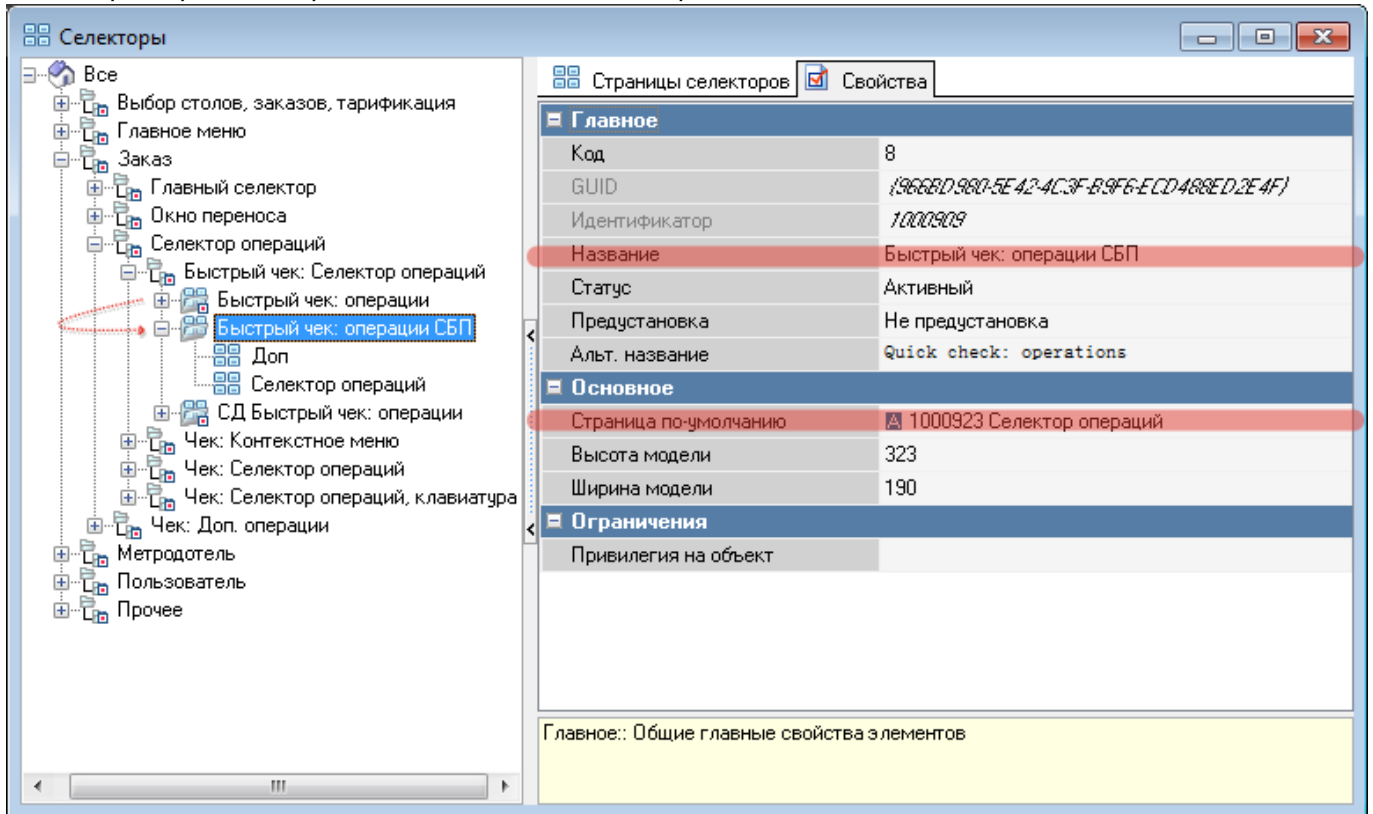 Селекторы
Все
Выбор столов, заказов, тарификация
Главное меню
Заказ
Главный селектор
Окно переноса
Селектор операций
Быстрый чек: Селектор операций
Быстрый чек: операции
Быстрый чек: операции СБП
Доп
Селектор операций
СД Быстрый чек: операции
Чек: Контекстное меню
Чек: Селектор операций
Чек: Селектор операций, клавиатура
Чек: Доп. операции
Метродотель
Пользователь
Прочее
Страницы селекторов Свойства
Главное
Код 8
GUID {966BD980-5E42-4C3F-B9F6-ECD488ED2E4F}
Идентификатор 1000909
Название Быстрый чек: операции СБП
Статус Активный
Предустановка Не предустановка
Альт. название Quick check: operations
Основное
Страница по-умолчанию A 1000923 Селектор операций
Высота модели 323
Ширина модели 190
Ограничения
Привилегия на объект
Главное:: Общие главные свойства элементов